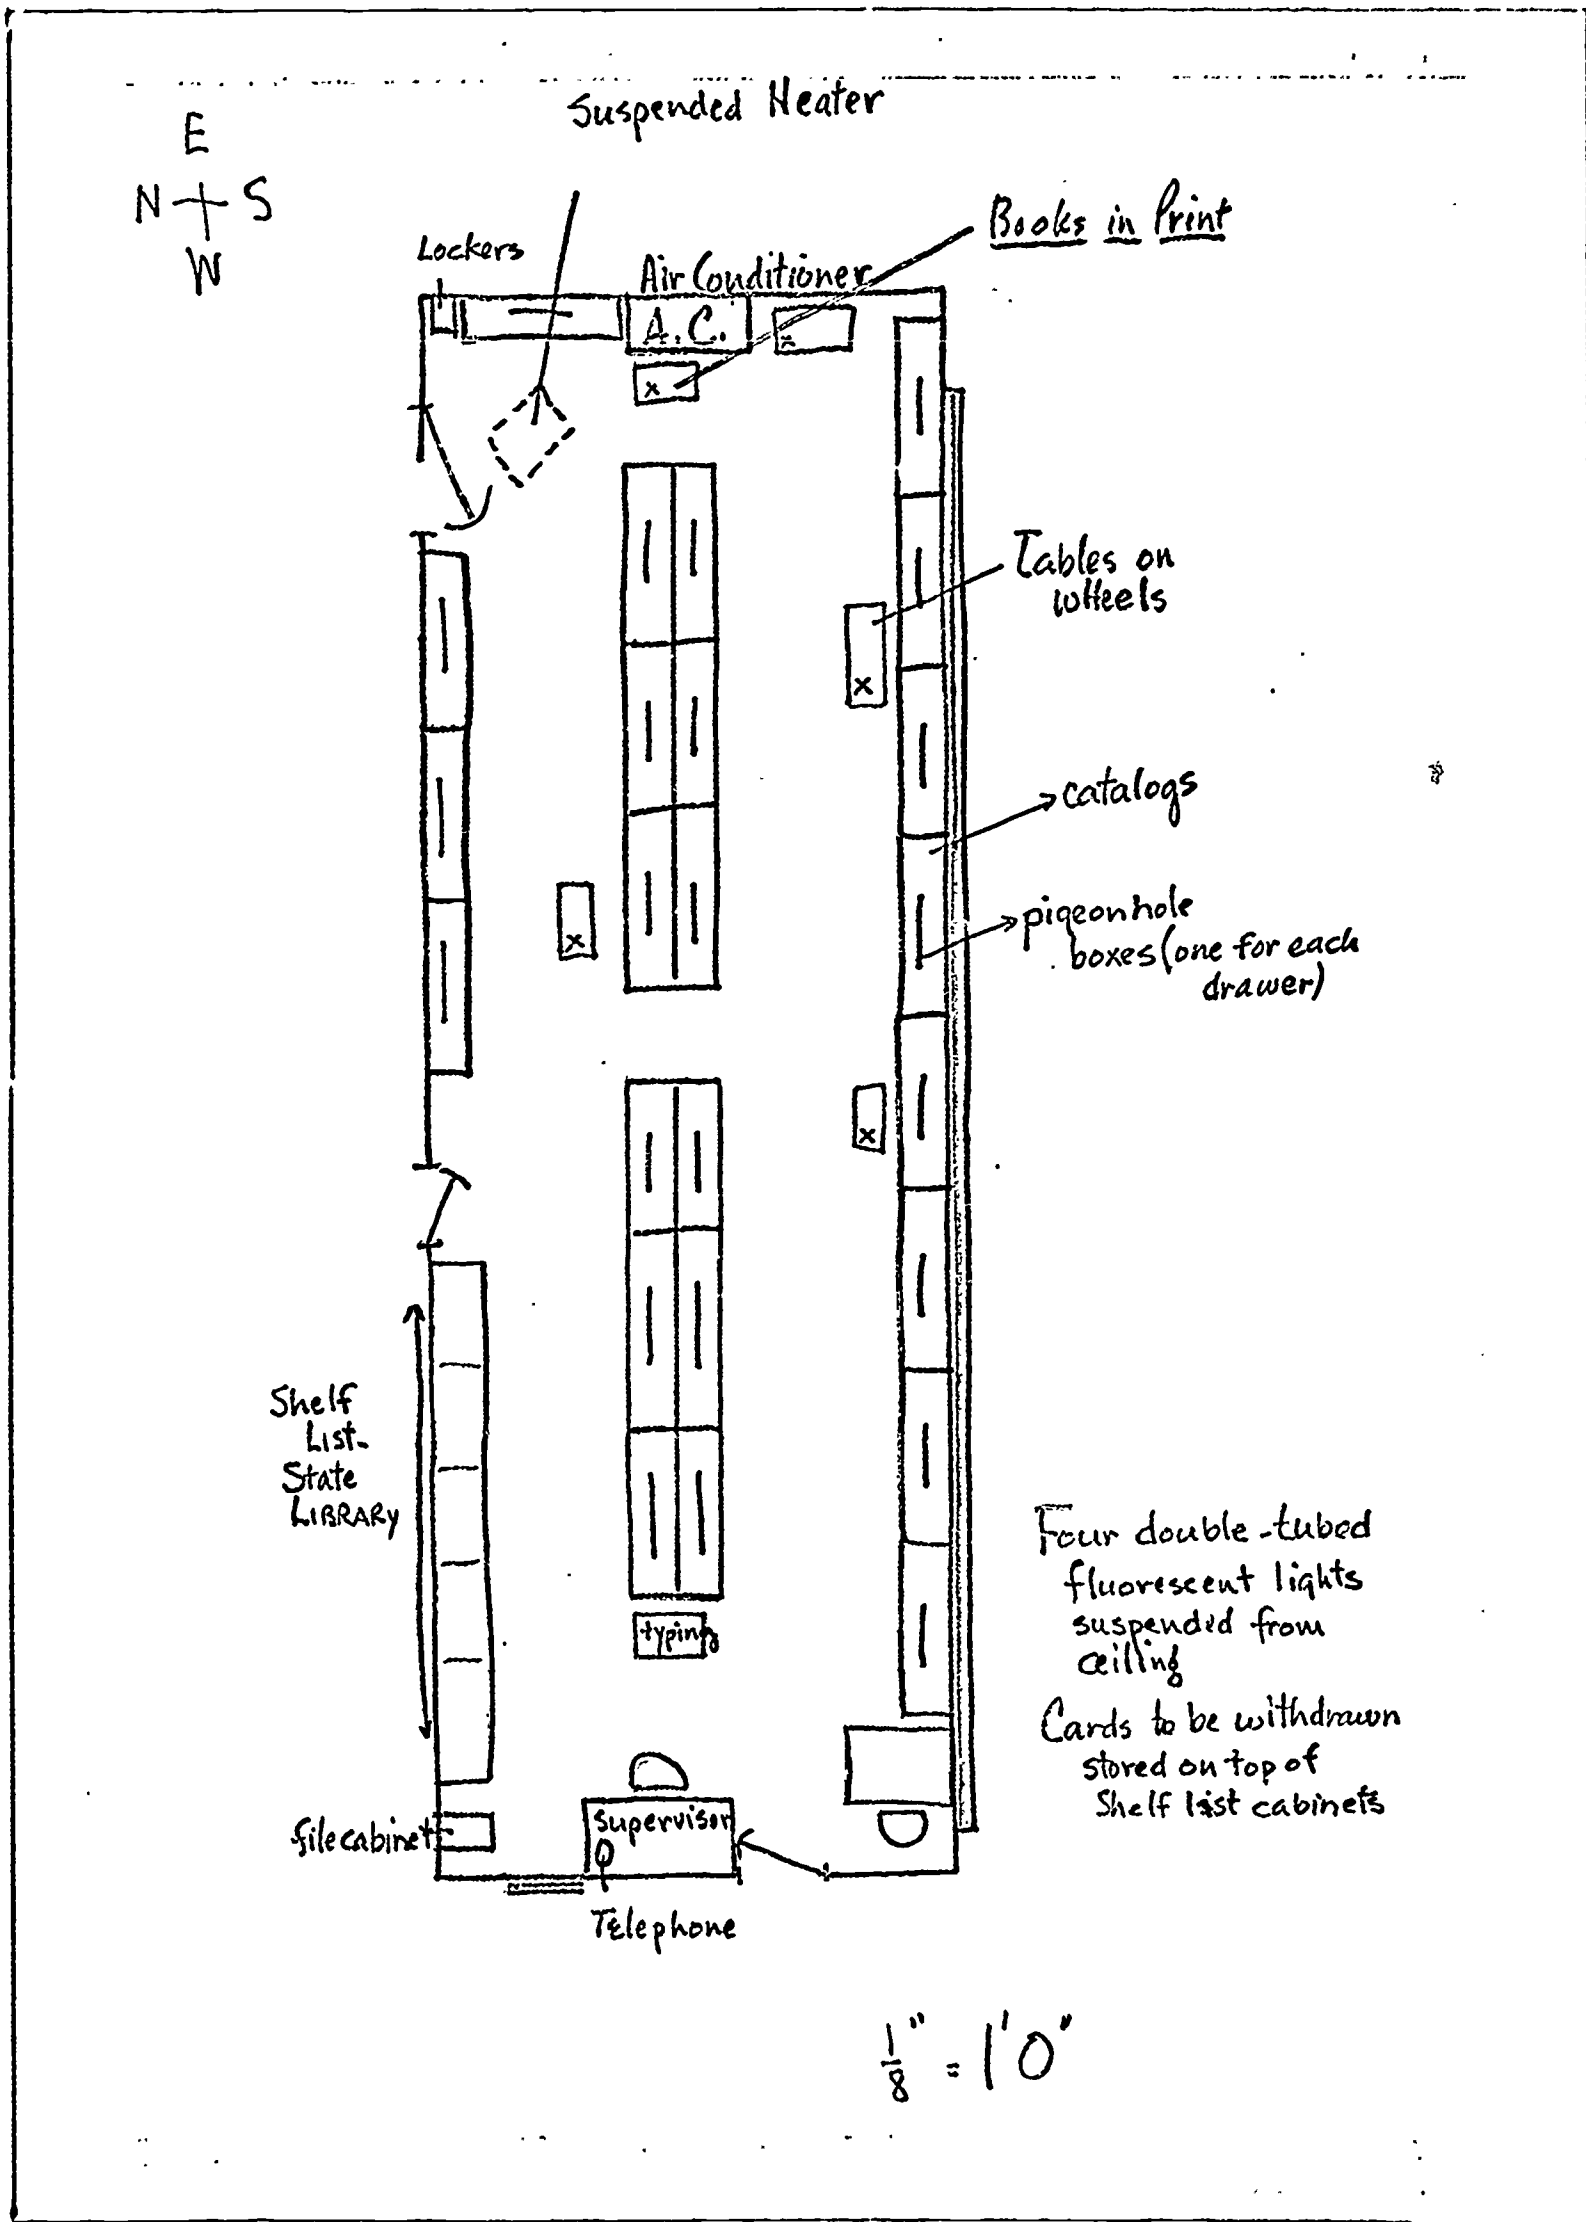 Suspended Heater
E
N S
W
Books in Print
Lockers
Air Conditioner
A.C.
x
Tables on
wheels
x
catalogs
pigeonhole
boxes (one for each
drawer)
x
x
Shelf
List-
State
LIBRARY
Four double-tubed
fluorescent lights
suspended from
ceiling
typing
Cards to be withdrawn
stored on top of
Shelf list cabinets
file cabinet
Supervisor
Telephone
1/8" = 1'0"